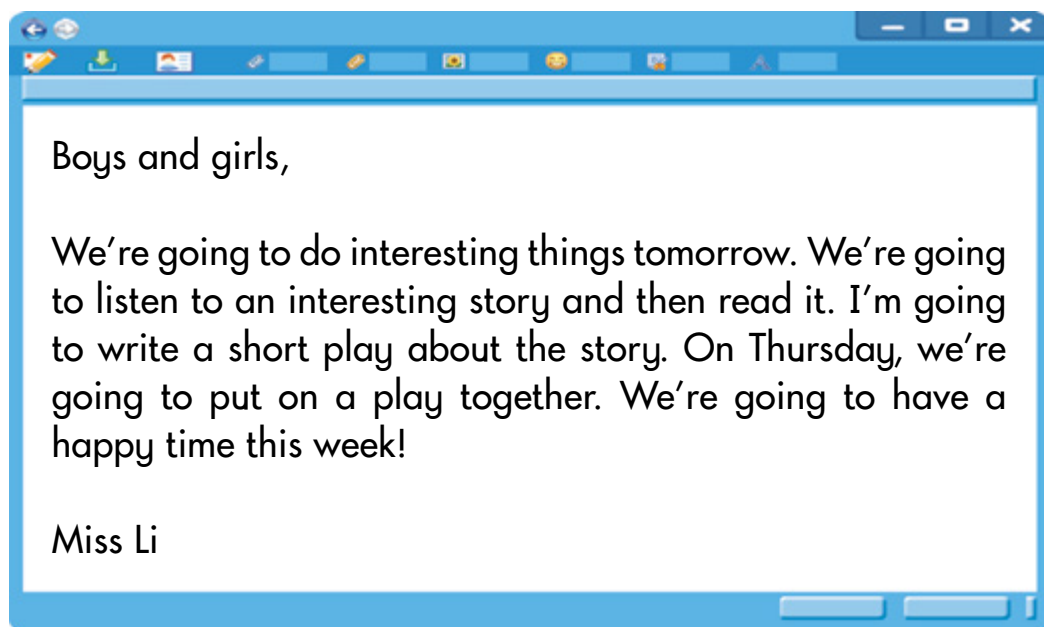 Boys and girls,
We’re going to do interesting things tomorrow. We’re going
to listen to an interesting story and then read it. I’m going
to write a short play about the story. On Thursday, we’re
going to put on a play together. We’re going to have a
happy time this week!
Miss Li